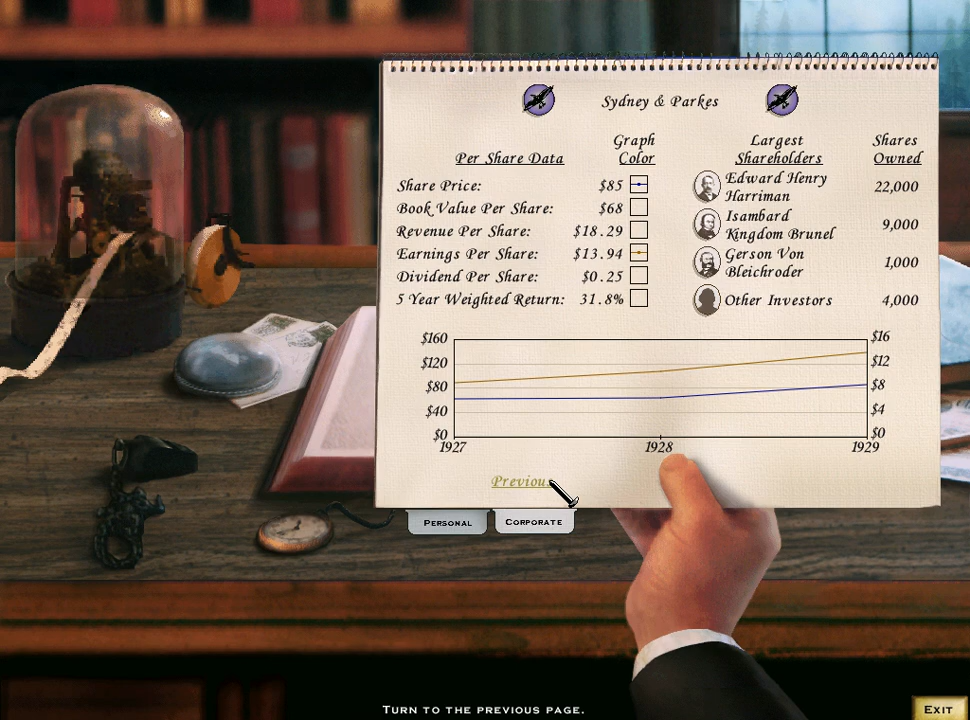 Sydney & Parkes
Per Share Data
Graph
Color
Share Price: $85
Book Value Per Share: $68
Revenue Per Share: $18.29
Earnings Per Share: $13.94
Dividend Per Share: $0.25
5 Year Weighted Return: 31.8%
Largest
Shareholders
Shares
Owned
Edward Henry
Harriman 22,000
Isambard
Kingdom Brunel 9,000
Gerson Von
Bleichroder 1,000
Other Investors 4,000
$160
$120
$80
$40
$0
$16
$12
$8
$4
$0
1927 1928 1929
Previous
PERSONAL
CORPORATE
TURN TO THE PREVIOUS PAGE.
EXIT